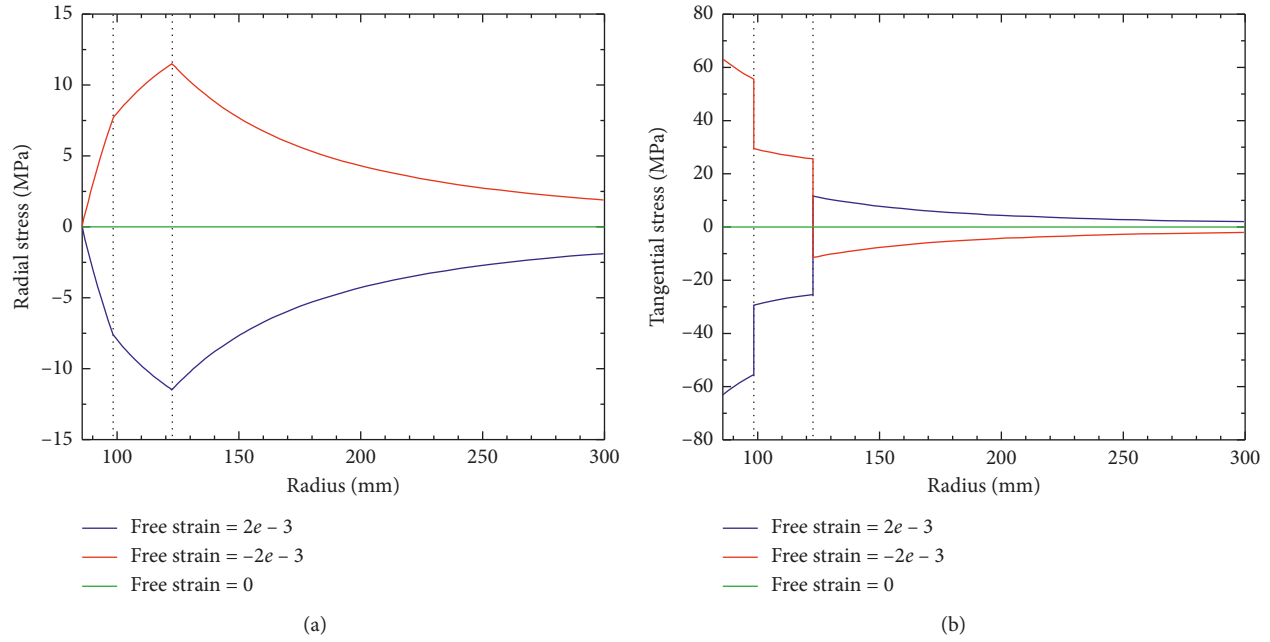 15
10
5
0
–5
–10
–15
Radial stress (MPa)
100
150
200
250
300
Radius (mm)
Free strain = 2e – 3
Free strain = –2e – 3
Free strain = 0
(a)
80
60
40
20
0
–20
–40
–60
–80
Tangential stress (MPa)
100
150
200
250
300
Radius (mm)
Free strain = 2e – 3
Free strain = –2e – 3
Free strain = 0
(b)